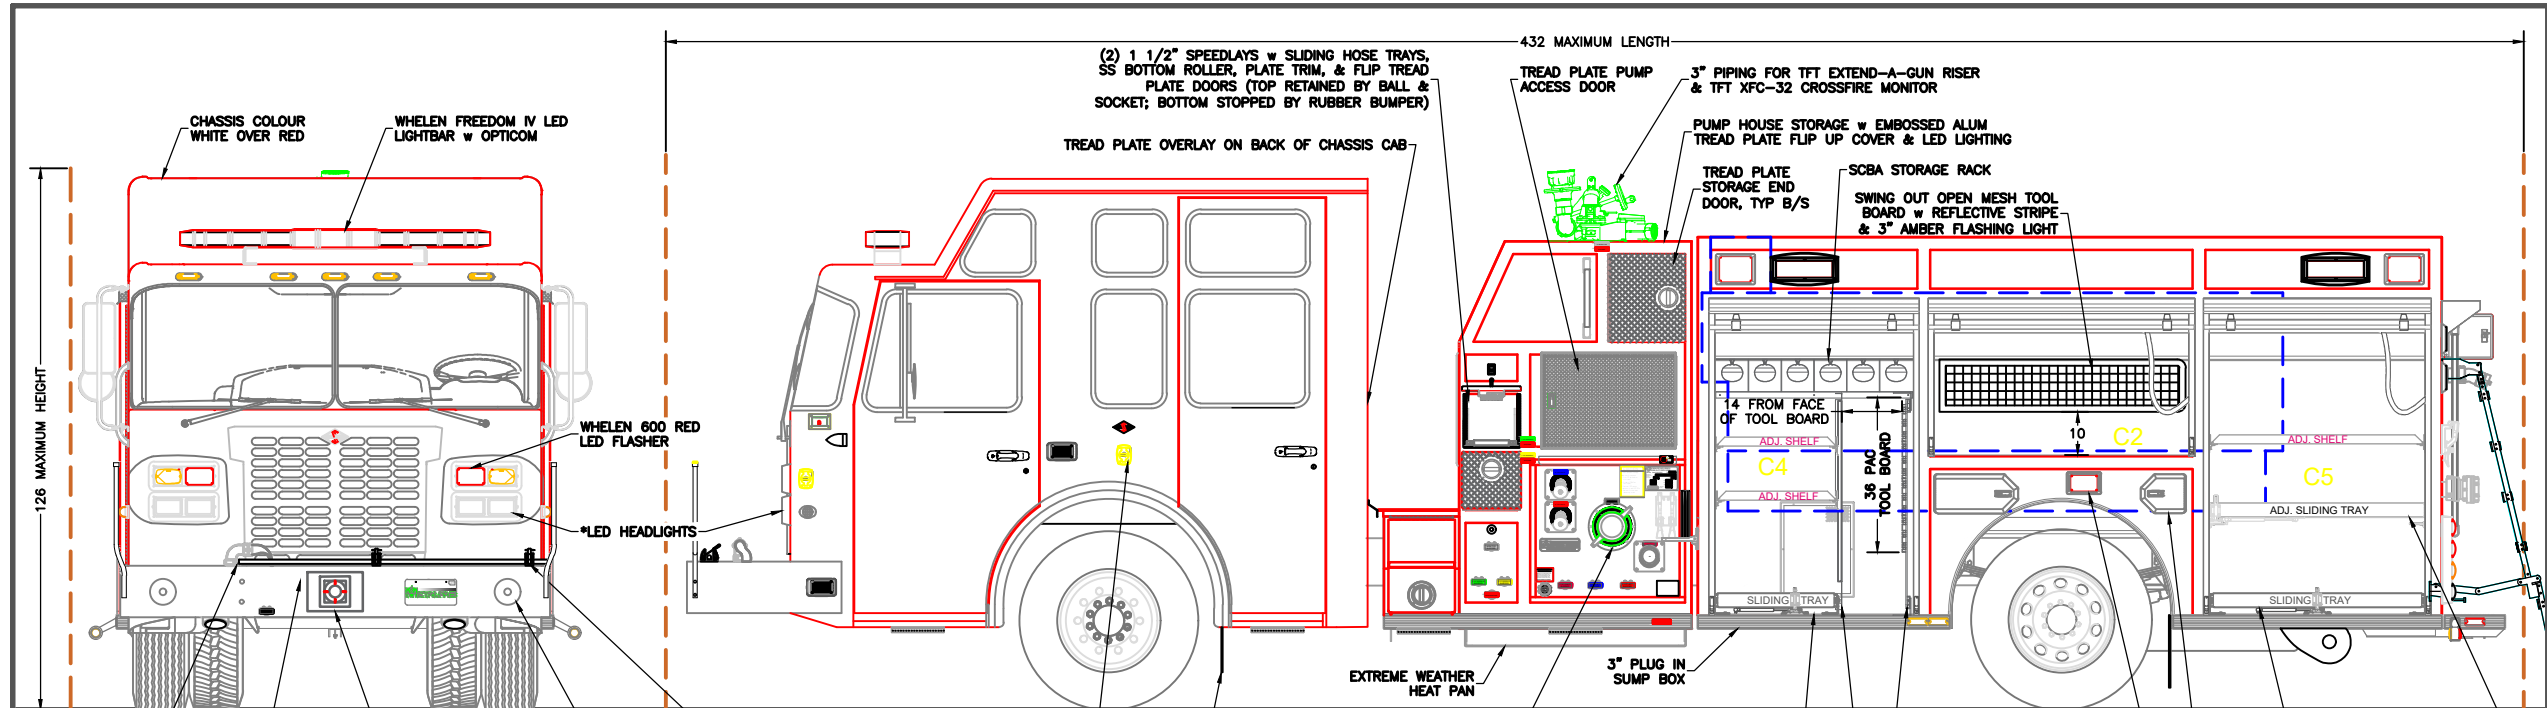 432 MAXIMUM LENGTH
(2) 1 1/2" SPEEDLAYS w SLIDING HOSE TRAYS,
SS BOTTOM ROLLER, PLATE TRIM, & FLIP TREAD
PLATE DOORS (TOP RETAINED BY BALL &
SOCKET; BOTTOM STOPPED BY RUBBER BUMPER)
TREAD PLATE PUMP
ACCESS DOOR
3" PIPING FOR TFT EXTEND-A-GUN RISER
& TFT XFC-32 CROSSFIRE MONITOR
CHASSIS COLOUR
WHITE OVER RED
WHELEN FREEDOM IV LED
LIGHTBAR w OPTICOM
TREAD PLATE OVERLAY ON BACK OF CHASSIS CAB
PUMP HOUSE STORAGE w EMBOSSED ALUM
TREAD PLATE FLIP UP COVER & LED LIGHTING
TREAD PLATE
STORAGE END
DOOR, TYP B/S
SCBA STORAGE RACK
SWING OUT OPEN MESH TOOL
BOARD w REFLECTIVE STRIPE
& 3" AMBER FLASHING LIGHT
126 MAXIMUM HEIGHT
WHELEN 600 RED
LED FLASHER
*LED HEADLIGHTS
14 FROM FACE
OF TOOL BOARD
36 PAC
TOOL BOARD
10
C2
ADJ. SHELF
C4
ADJ. SHELF
ADJ. SHELF
C5
ADJ. SLIDING TRAY
SLIDING TRAY
SLIDING TRAY
EXTREME WEATHER
HEAT PAN
3" PLUG IN
SUMP BOX